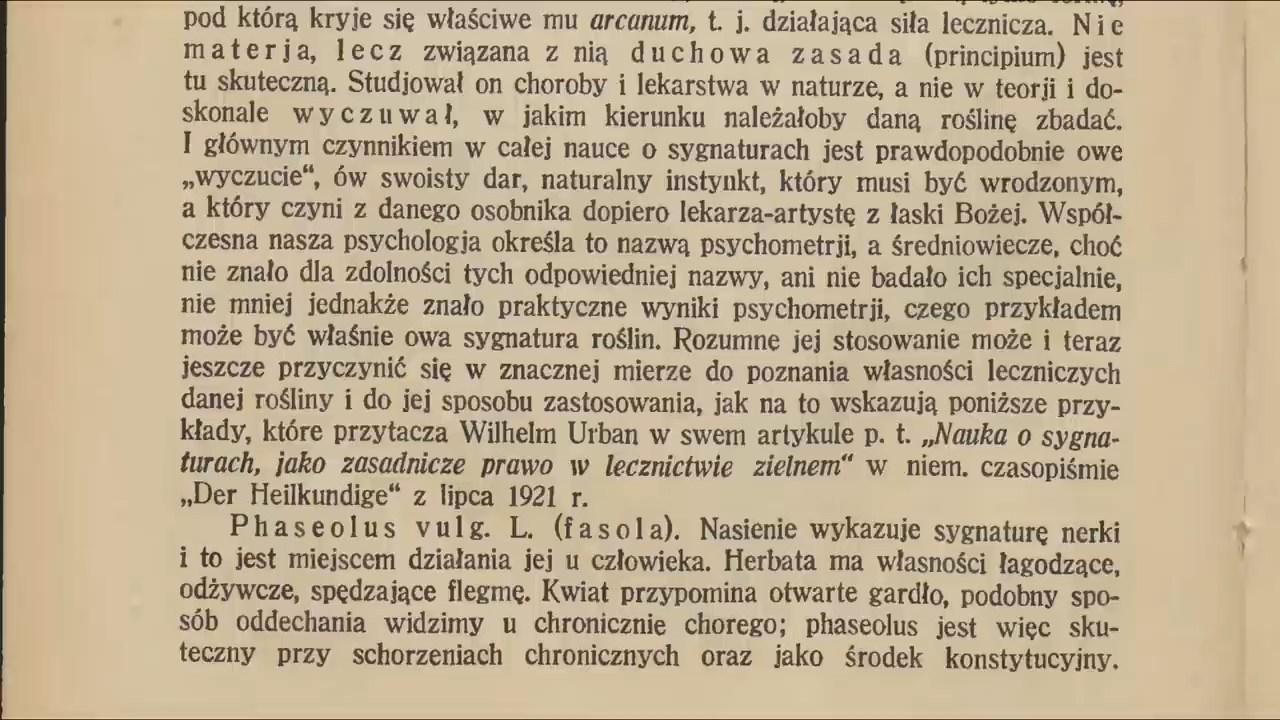 pod którą kryje się właściwe mu arcanum, t. j. działająca siła lecznicza. Nie
materja, lecz związana z nią duchowa zasada (principium) jest
tu skuteczną. Studjował on choroby i lekarstwa w naturze, a nie w teorji i do-
skonale wyczuwał, w jakim kierunku należałoby daną roślinę zbadać.
I głównym czynnikiem w całej nauce o sygnaturach jest prawdopodobnie owe
„wyczucie“, ów swoisty dar, naturalny instynkt, który musi być wrodzonym,
a który czyni z danego osobnika dopiero lekarza-artystę z łaski Bożej. Współ-
czesna nasza psychologja określa to nazwą psychometrji, a średniowiecze, choć
nie znało dla zdolności tych odpowiedniej nazwy, ani nie badało ich specjalnie,
nie mniej jednakże znało praktyczne wyniki psychometrji, czego przykładem
może być właśnie owa sygnatura roślin. Rozumne jej stosowanie może i teraz
jeszcze przyczynić się w znacznej mierze do poznania własności leczniczych
danej rośliny i do jej sposobu zastosowania, jak na to wskazują poniższe przy-
kłady, które przytacza Wilhelm Urban w swem artykule p. t. „Nauka o sygna-
turach, jako zasadnicze prawo w lecznictwie zielnem“ w niem. czasopiśmie
„Der Heilkundige“ z lipca 1921 r.
Phaseolus vulg. L. (fasola). Nasienie wykazuje sygnaturę nerki
i to jest miejscem działania jej u człowieka. Herbata ma własności łagodzące,
odżywcze, spędzające flegmę. Kwiat przypomina otwarte gardło, podobny spo-
sób oddechania widzimy u chronicznie chorego; phaseolus jest więc sku-
teczny przy schorzeniach chronicznych oraz jako środek konstytucyjny.